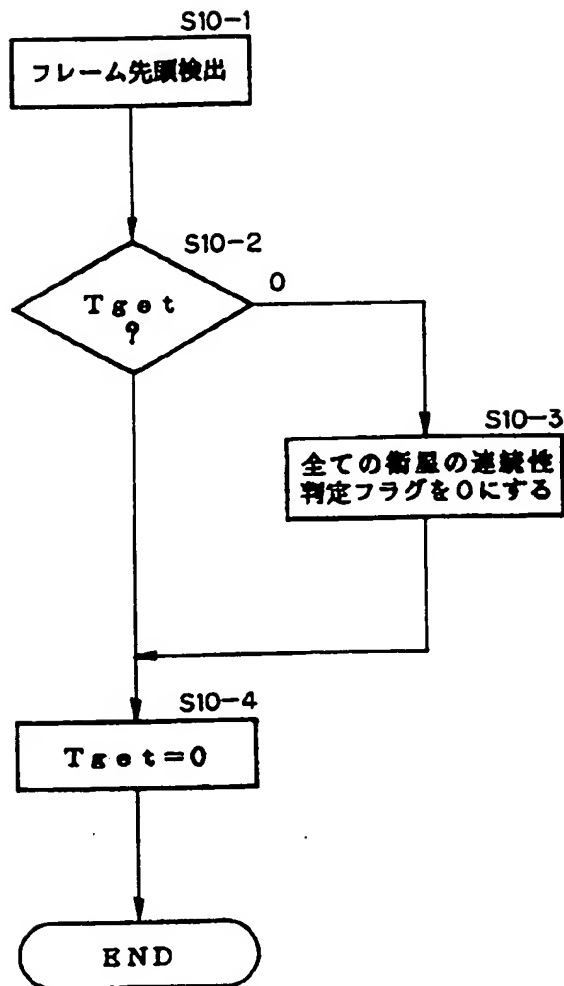 S10-1
フレーム先頭検出
S10-2
Tget
?
0
S10-3
全ての衛星の連続性
判定フラグを0にする
S10-4
Tget=0
END